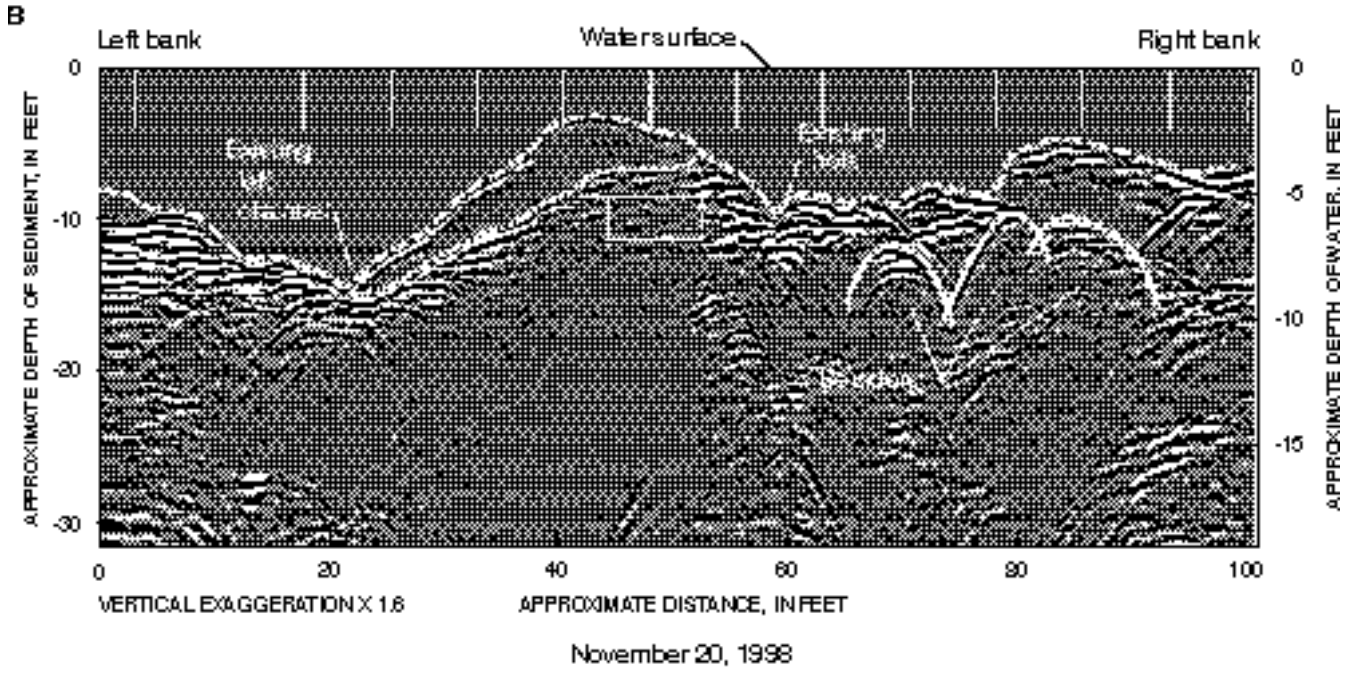 B
Left bank
Water surface
Right bank
0
-10
-20
-30
APPROXIMATE DEPTH OF SEDIMENT, IN FEET
Existing
Existing
0
-5
-10
-15
APPROXIMATE DEPTH OF WATER, IN FEET
0 20 40 60 80 100
VERTICAL EXAGGERATION X 1.6
APPROXIMATE DISTANCE, IN FEET
November 20, 1998